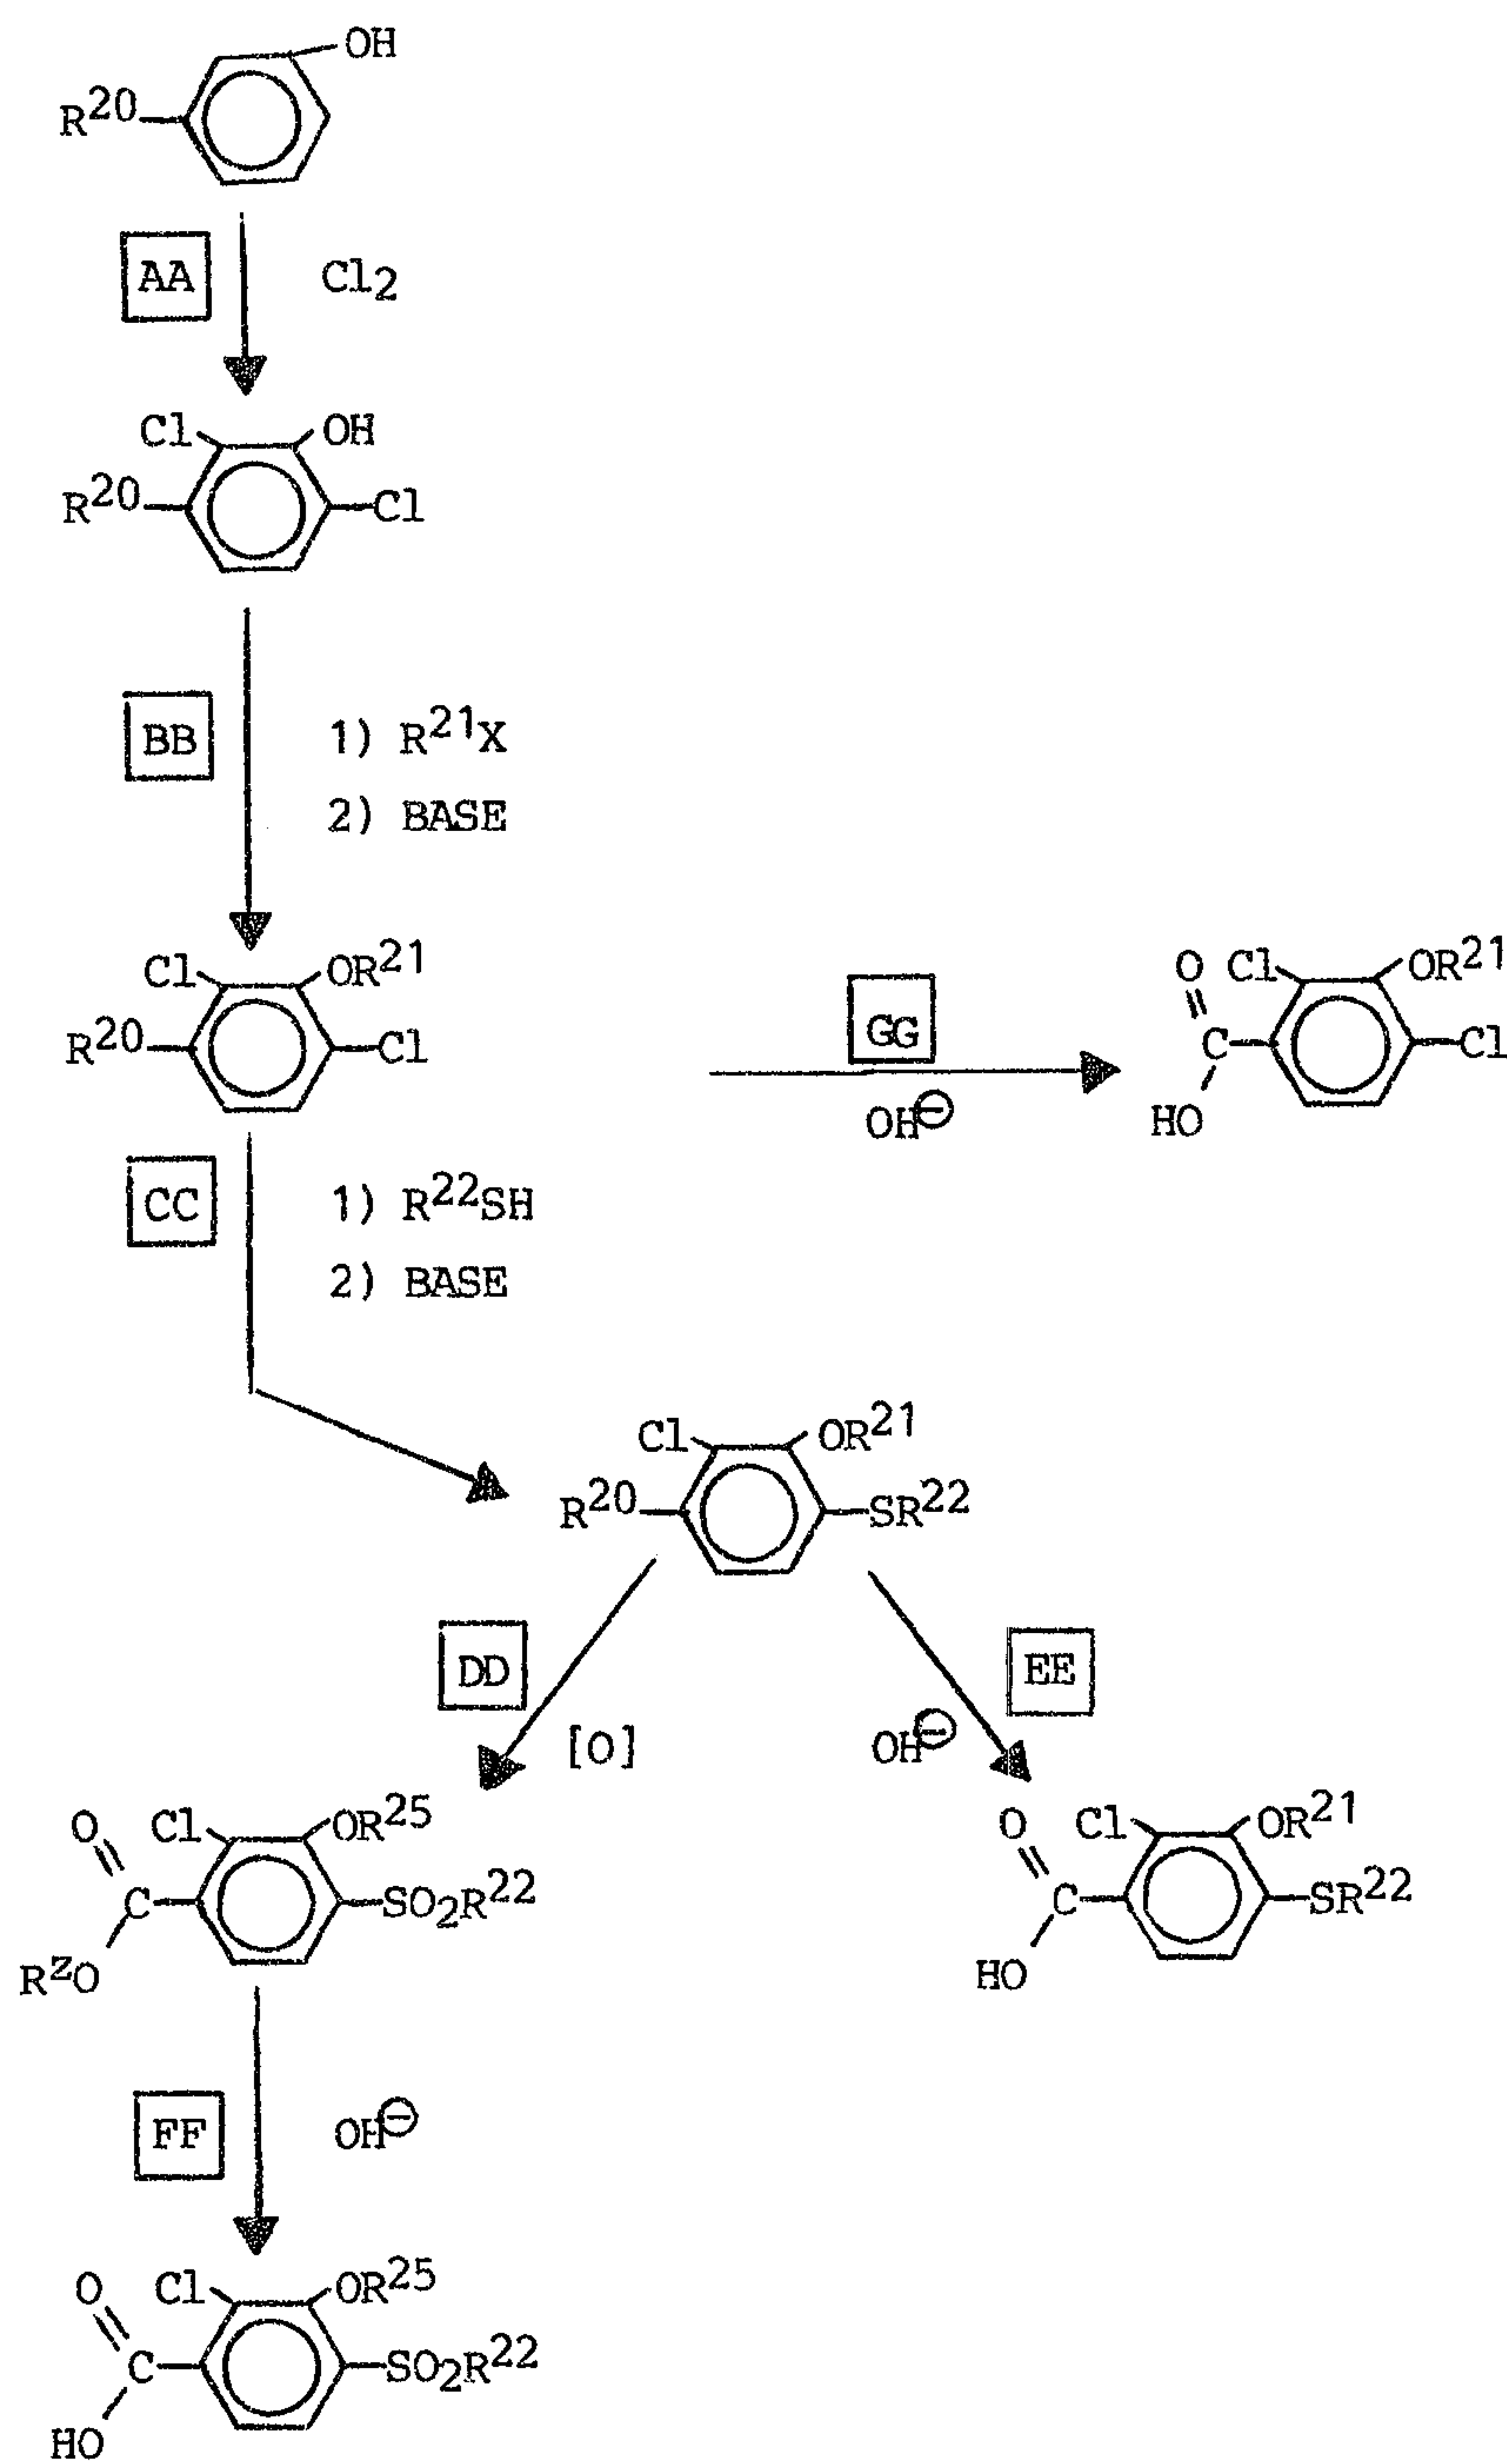 OH
R20
AA Cl2
Cl OH
R20 Cl
BB 1) R21X
2) BASE
Cl OR21
R20 Cl
GG
OH⊖
O Cl OR21
C Cl
HO
CC 1) R22SH
2) BASE
Cl OR21
R20 SR22
DD [O]
EE OH⊖
O Cl OR25
C SO2R22
RZO
O Cl OR21
C SR22
HO
FF OH⊖
O Cl OR25
C SO2R22
HO